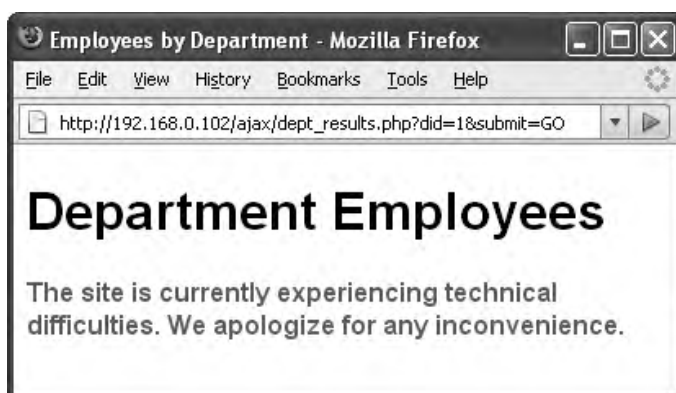 Employees by Department - Mozilla Firefox
File Edit View History Bookmarks Tools Help
http://192.168.0.102/ajax/dept_results.php?did=1&submit=GO
Department Employees
The site is currently experiencing technical
difficulties. We apologize for any inconvenience.